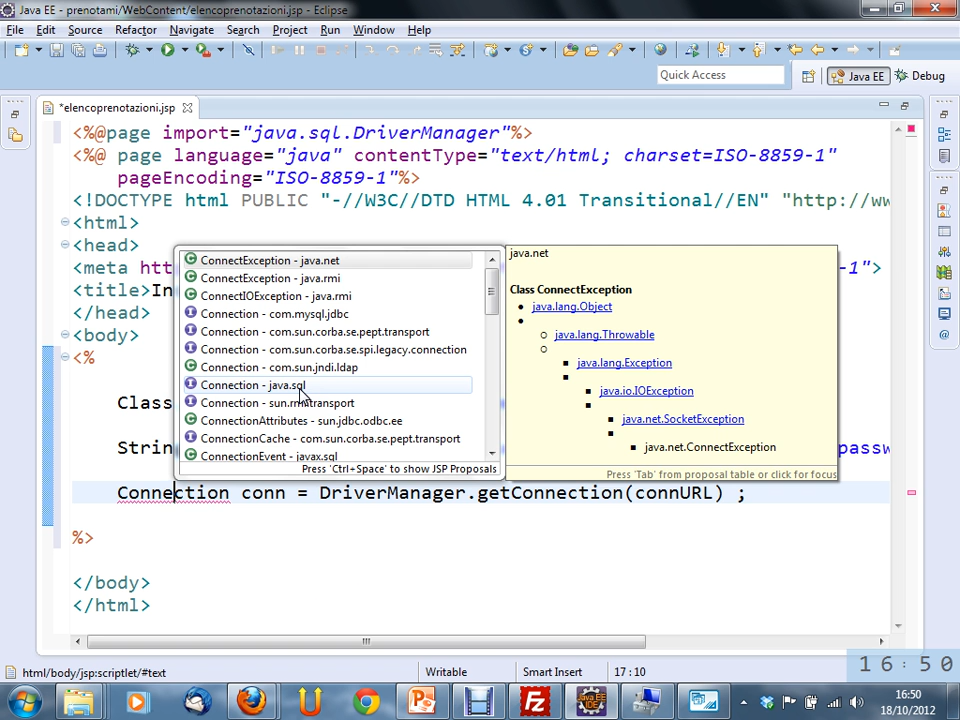 Java EE - prenotami/WebContent/elencoprenotazioni.jsp - Eclipse
File Edit Source Refactor Navigate Search Project Run Window Help
Quick Access
Java EE
Debug
*elencoprenotazioni.jsp
<%@page import="java.sql.DriverManager"%>
<%@ page language="java" contentType="text/html; charset=ISO-8859-1"
pageEncoding="ISO-8859-1"%>
<!DOCTYPE html PUBLIC "-//W3C//DTD HTML 4.01 Transitional//EN" "http://ww
<html>
<head>
<meta htt
-1">
<title>In
</head>
<body>
<%
Class
String
passw
Connection conn = DriverManager.getConnection(connURL) ;
%>
</body>
</html>
ConnectException - java.net
ConnectException - java.rmi
ConnectIOException - java.rmi
Connection - com.mysql.jdbc
Connection - com.sun.corba.se.pept.transport
Connection - com.sun.corba.se.spi.legacy.connection
Connection - com.sun.jndi.ldap
Connection - java.sql
Connection - sun.rmi.transport
ConnectionAttributes - sun.jdbc.odbc.ee
ConnectionCache - com.sun.corba.se.pept.transport
ConnectionEvent - javax.sql
Press 'Ctrl+Space' to show JSP Proposals
java.net
Class ConnectException
java.lang.Object
java.lang.Throwable
java.lang.Exception
java.io.IOException
java.net.SocketException
java.net.ConnectException
Press 'Tab' from proposal table or click for focus
html/body/jsp:scriptlet/#text
Writable
Smart Insert
17 : 10
16:50
16:50
18/10/2012